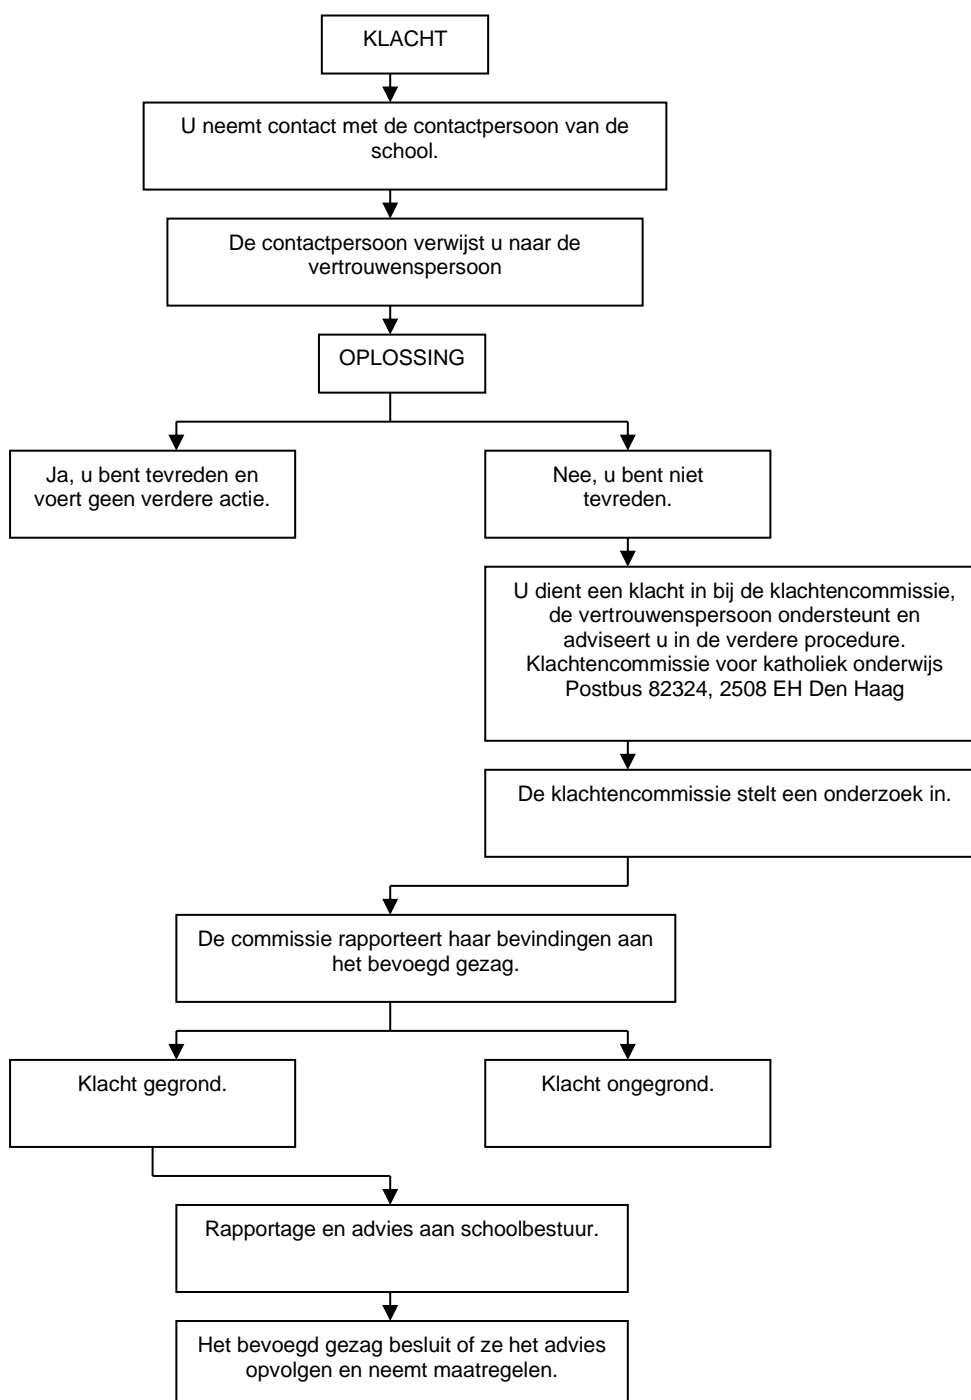 KLACHT
U neemt contact met de contactpersoon van de
school.
De contactpersoon verwijst u naar de
vertrouwenspersoon
OPLOSSING
Ja, u bent tevreden en
voert geen verdere actie.
Nee, u bent niet
tevreden.
U dient een klacht in bij de klachtencommissie,
de vertrouwenspersoon ondersteunt en
adviseert u in de verdere procedure.
Klachtencommissie voor katholiek onderwijs
Postbus 82324, 2508 EH Den Haag
De klachtencommissie stelt een onderzoek in.
De commissie rapporteert haar bevindingen aan
het bevoegd gezag.
Klacht gegrond.
Klacht ongegrond.
Rapportage en advies aan schoolbestuur.
Het bevoegd gezag besluit of ze het advies
opvolgen en neemt maatregelen.